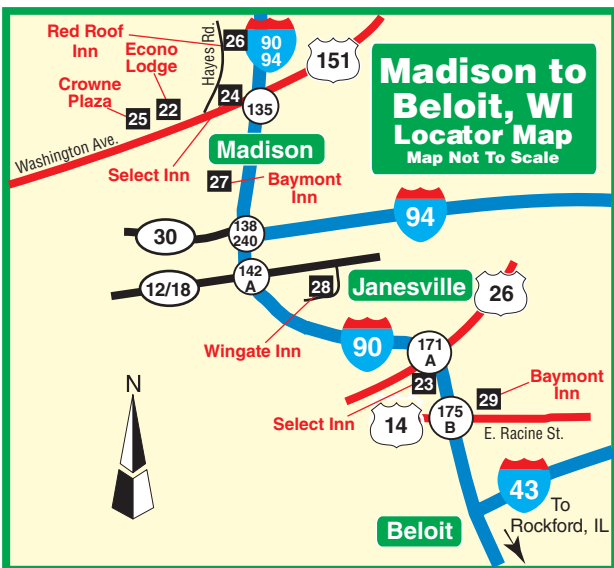 Madison to
Beloit, WI
Locator Map
Map Not To Scale
Red Roof
Inn
26
Hayes Rd.
90
94
151
Econo
Lodge
Crowne
Plaza
25
22
24
135
Washington Ave.
Select Inn
Madison
27
Baymont
Inn
94
30
138
240
12/18
142
A
28
Janesville
26
Wingate Inn
90
171
A
23
Baymont
Inn
29
Select Inn
14
175
B
E. Racine St.
N
43
To
Rockford, IL
Beloit